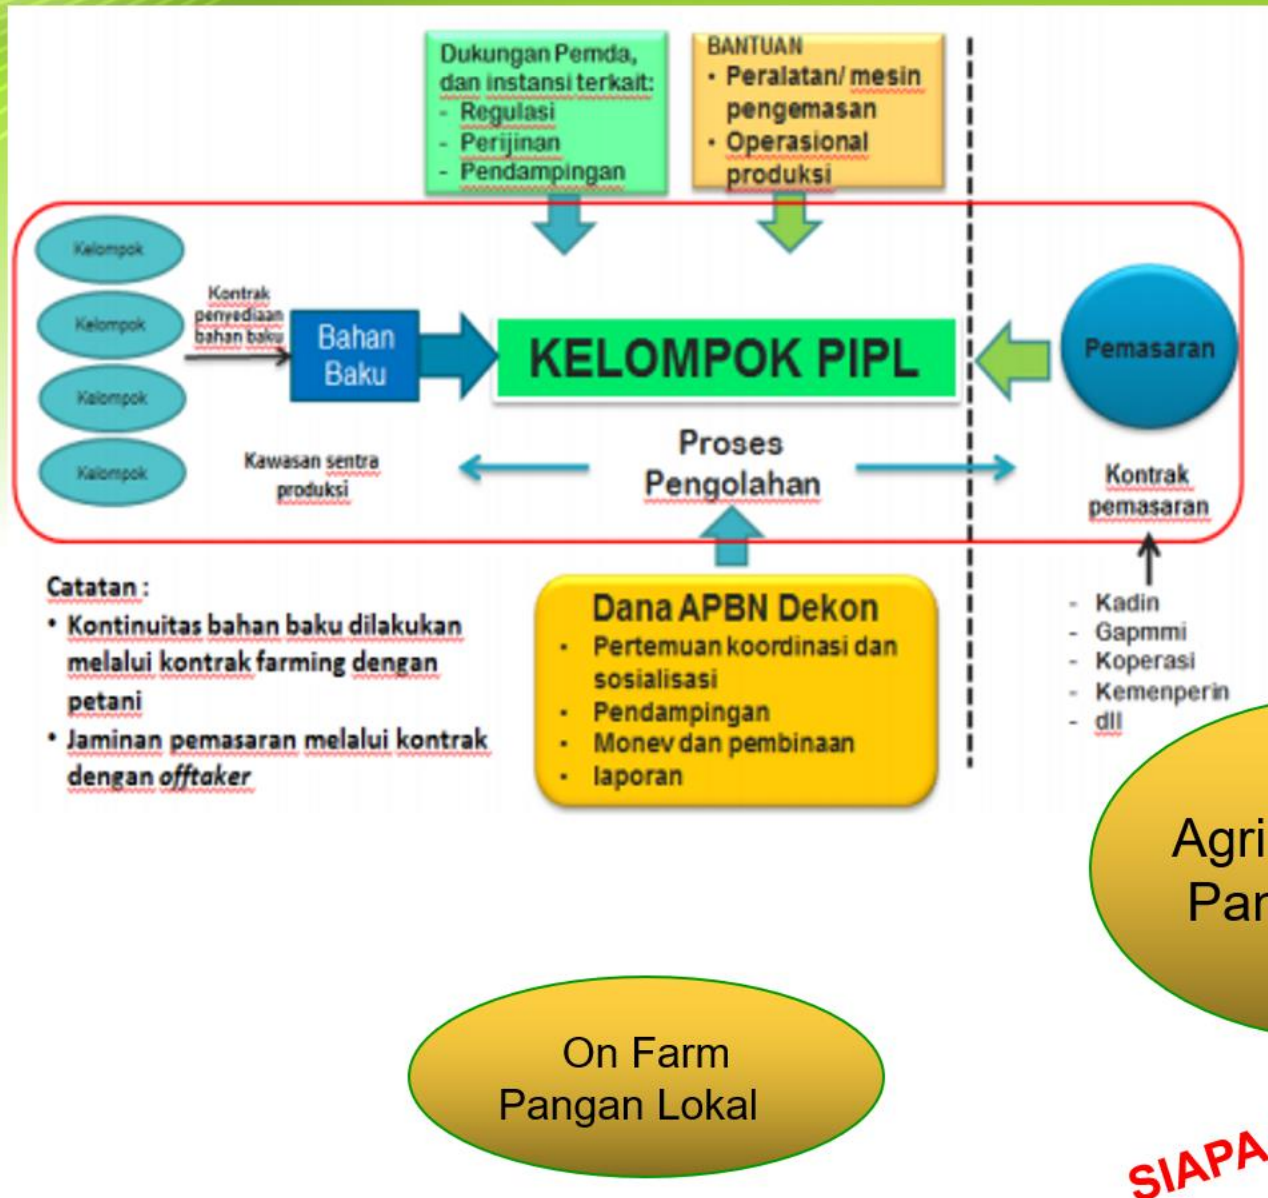 Dukungan Pemda,
dan instansi terkait:
- Regulasi
- Perijinan
- Pendampingan
BANTUAN
• Peralatan/ mesin
pengemasan
• Operasional
produksi
Kelompok
Kelompok
Kelompok
Kelompok
Kontrak
penyediaan
bahan baku
Bahan
Baku
KELOMPOK PIPL
Pemasaran
Kawasan sentra
produksi
Proses
Pengolahan
Kontrak
pemasaran
Catatan :
• Kontinuitas bahan baku dilakukan
melalui kontrak farming dengan
petani
• Jaminan pemasaran melalui kontrak
dengan offtaker
Dana APBN Dekon
• Pertemuan koordinasi dan
sosialisasi
• Pendampingan
• Monev dan pembinaan
• laporan
- Kadin
- Gapmmi
- Koperasi
- Kemenperin
- dll
Agri
Pan
On Farm
Pangan Lokal
SIAPA